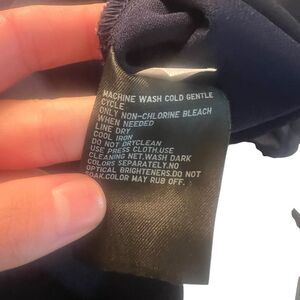 MACHINE WASH COLD GENTLE
CYCLE
ONLY NON-CHLORINE BLEACH
WHEN NEEDED
LINE DRY
COOL IRON
DO NOT DRYCLEAN
USE PRESS CLOTH.USE
CLEANING NET.WASH DARK
COLORS SEPARATELY.NO
OPTICAL BRIGHTENERS.DO NOT
SOAK.COLOR MAY RUB OFF.